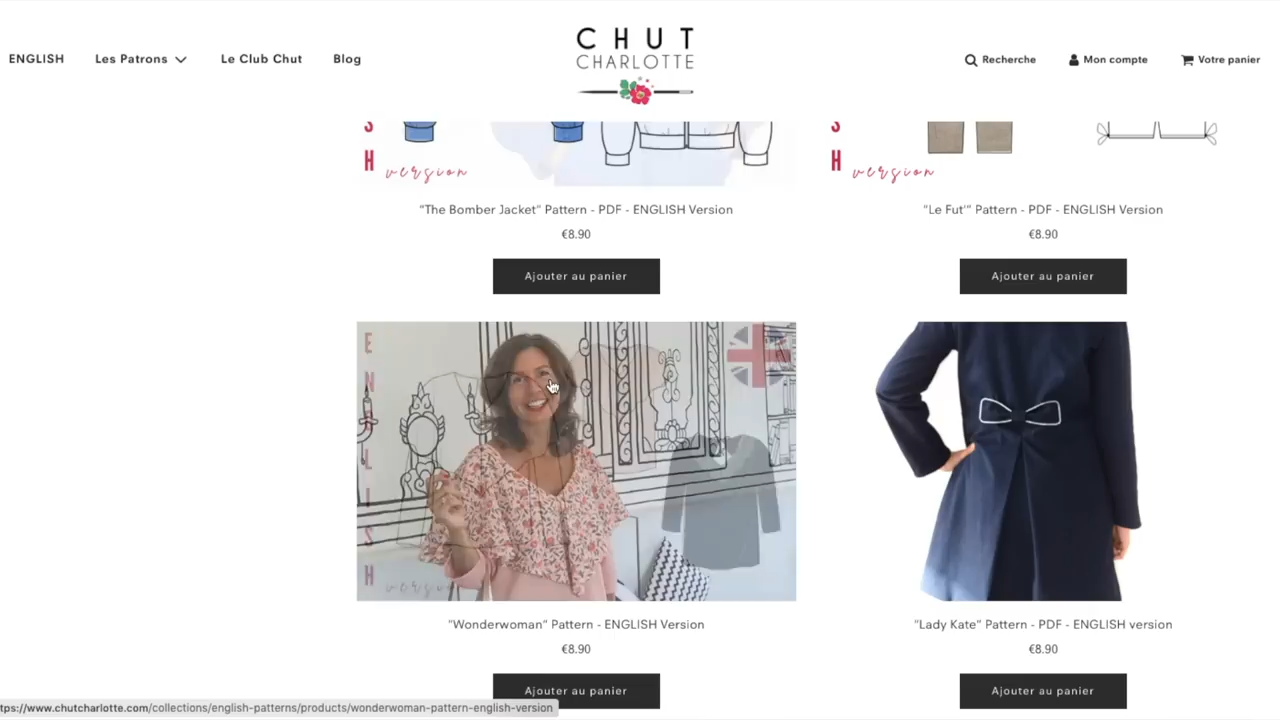 ENGLISH
Les Patrons
Le Club Chut
Blog
CHUT
CHARLOTTE
Recherche
Mon compte
Votre panier
S
H version
S
H version
"The Bomber Jacket" Pattern - PDF - ENGLISH Version
€8.90
Ajouter au panier
"Le Fut'" Pattern - PDF - ENGLISH Version
€8.90
Ajouter au panier
ENGLISH
version
"Wonderwoman" Pattern - ENGLISH Version
€8.90
Ajouter au panier
"Lady Kate" Pattern - PDF - ENGLISH version
€8.90
Ajouter au panier
tps://www.chutcharlotte.com/collections/english-patterns/products/wonderwoman-pattern-english-version